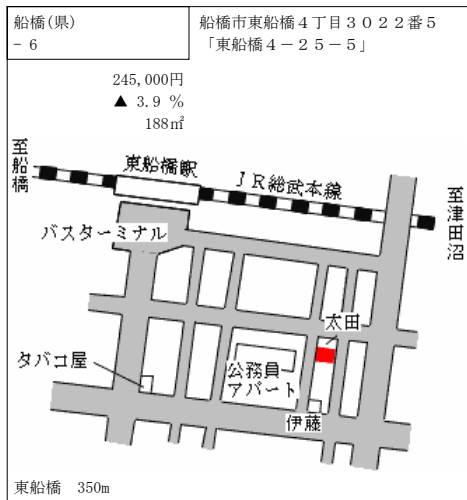 船橋(県)
- 6
船橋市東船橋４丁目３０２２番５
「東船橋４－２５－５」
245,000円
▲ 3.9 %
188㎡
至船橋
東船橋駅
ＪＲ総武本線
至津田沼
バスターミナル
太田
公務員
アパート
タバコ屋
伊藤
東船橋 350m